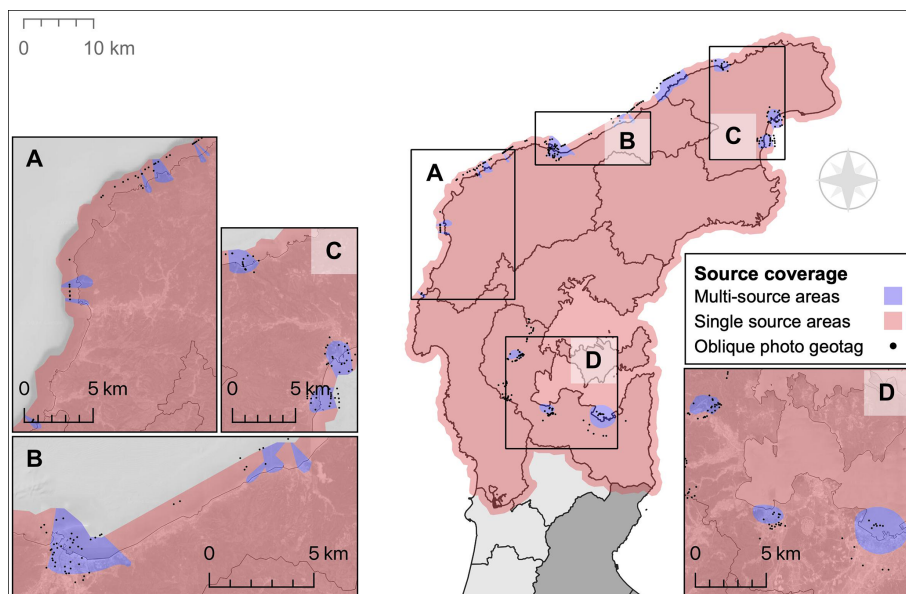 0 10 km
A
B
C
A
C
D
Source coverage
Multi-source areas
Single source areas
Oblique photo geotag
0 5 km
0 5 km
D
B
0 5 km
0 5 km